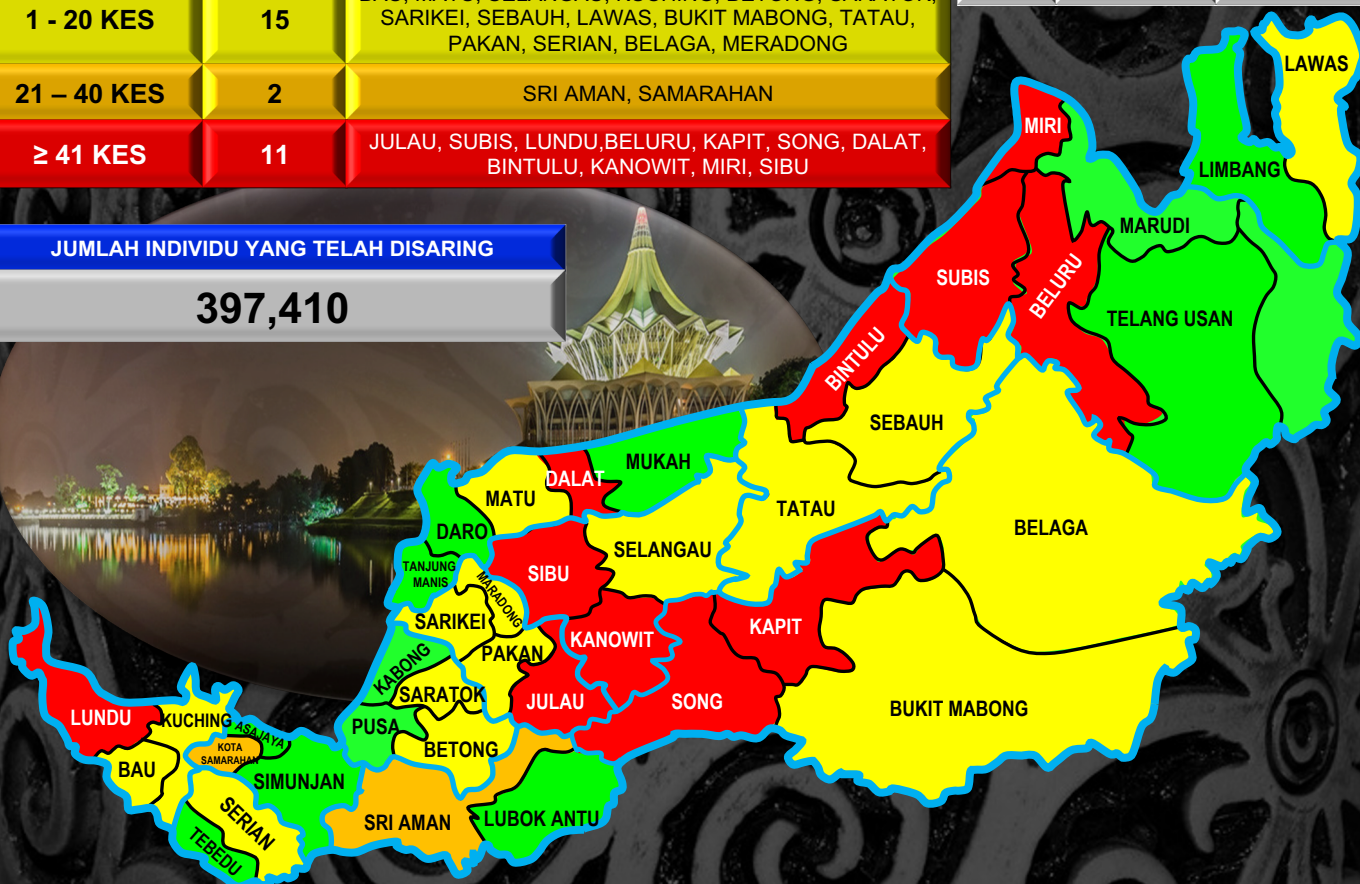 1 - 20 KES
15
SARIKEI, SEBAUH, LAWAS, BUKIT MABONG, TATAU,
PAKAN, SERIAN, BELAGA, MERADONG
21 – 40 KES
2
SRI AMAN, SAMARAHAN
≥ 41 KES
11
JULAU, SUBIS, LUNDU,BELURU, KAPIT, SONG, DALAT,
BINTULU, KANOWIT, MIRI, SIBU
JUMLAH INDIVIDU YANG TELAH DISARING
397,410
LAWAS
MIRI
LIMBANG
MARUDI
SUBIS
BELURU
TELANG USAN
BINTULU
SEBAUH
MUKAH
DALAT
MATU
TATAU
BELAGA
DARO
SELANGAU
TANJUNG
MANIS
SIBU
MARADONG
SARIKEI
KAPIT
KANOWIT
PAKAN
KABONG
SARATOK
JULAU
SONG
BUKIT MABONG
LUNDU
KUCHING
ASAJAYA
PUSA
BETONG
KOTA
SAMARAHAN
BAU
SIMUNJAN
SERIAN
SRI AMAN
LUBOK ANTU
TEBEDU